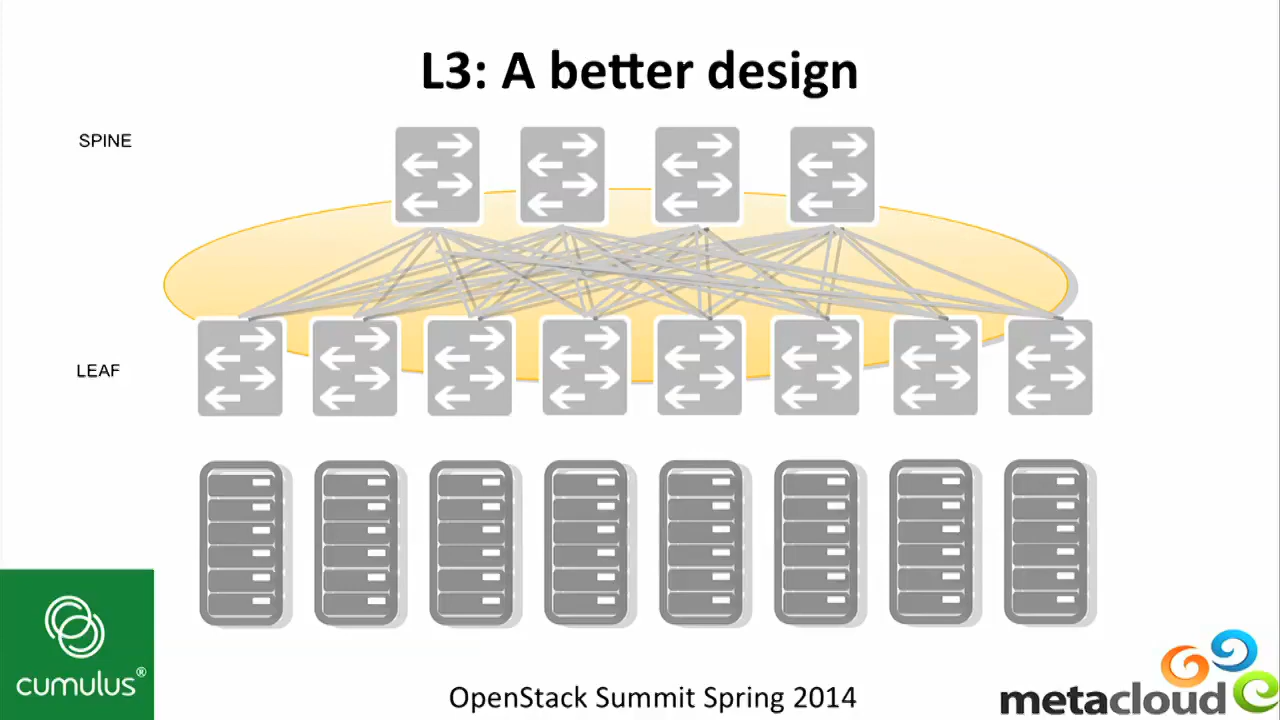 L3: A better design
SPINE
LEAF
cumulus®
OpenStack Summit Spring 2014
metacloud